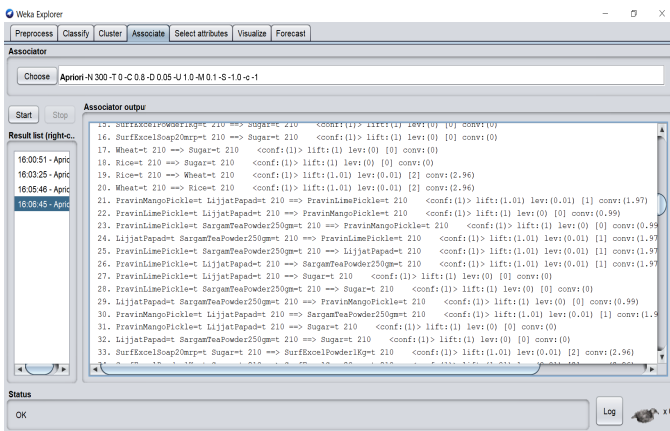 Weka Explorer
Preprocess Classify Cluster Associate Select attributes Visualize Forecast
Associator
Choose Apriori -N 300 -T 0 -C 0.8 -D 0.05 -U 1.0 -M 0.1 -S -1.0 -c -1
Start Stop
Associator output
Result list (right-c..
16:00:51 - Aprio
16:03:25 - Aprio
16:05:46 - Aprio
16:06:45 - Aprio
15. SurfExcelPowder1Kg=t 210 ==> Sugar=t 210 <conf:(1)> lift:(1) lev:(0) [0] conv:(0)
16. SurfExcelSoap20mrp=t 210 ==> Sugar=t 210 <conf:(1)> lift:(1) lev:(0) [0] conv:(0)
17. Wheat=t 210 ==> Sugar=t 210 <conf:(1)> lift:(1) lev:(0) [0] conv:(0)
18. Rice=t 210 ==> Sugar=t 210 <conf:(1)> lift:(1) lev:(0) [0] conv:(0)
19. Rice=t 210 ==> Wheat=t 210 <conf:(1)> lift:(1.01) lev:(0.01) [2] conv:(2.96)
20. Wheat=t 210 ==> Rice=t 210 <conf:(1)> lift:(1.01) lev:(0.01) [2] conv:(2.96)
21. PravinMangoPickle=t LijjatPapad=t 210 ==> PravinLimePickle=t 210 <conf:(1)> lift:(1.01) lev:(0.01) [1] conv:(1.97)
22. PravinLimePickle=t LijjatPapad=t 210 ==> PravinMangoPickle=t 210 <conf:(1)> lift:(1) lev:(0) [0] conv:(0.99)
23. PravinLimePickle=t SargamTeaPowder250gm=t 210 ==> PravinMangoPickle=t 210 <conf:(1)> lift:(1) lev:(0) [0] conv:(0.99
24. LijjatPapad=t SargamTeaPowder250gm=t 210 ==> PravinLimePickle=t 210 <conf:(1)> lift:(1.01) lev:(0.01) [1] conv:(1.97
25. PravinLimePickle=t SargamTeaPowder250gm=t 210 ==> LijjatPapad=t 210 <conf:(1)> lift:(1.01) lev:(0.01) [1] conv:(1.97
26. PravinLimePickle=t LijjatPapad=t 210 ==> SargamTeaPowder250gm=t 210 <conf:(1)> lift:(1.01) lev:(0.01) [1] conv:(1.97
27. PravinLimePickle=t LijjatPapad=t 210 ==> Sugar=t 210 <conf:(1)> lift:(1) lev:(0) [0] conv:(0)
28. PravinLimePickle=t SargamTeaPowder250gm=t 210 ==> Sugar=t 210 <conf:(1)> lift:(1) lev:(0) [0] conv:(0)
29. LijjatPapad=t SargamTeaPowder250gm=t 210 ==> PravinMangoPickle=t 210 <conf:(1)> lift:(1) lev:(0) [0] conv:(0.99)
30. PravinMangoPickle=t LijjatPapad=t 210 ==> SargamTeaPowder250gm=t 210 <conf:(1)> lift:(1.01) lev:(0.01) [1] conv:(1.9
31. PravinMangoPickle=t LijjatPapad=t 210 ==> Sugar=t 210 <conf:(1)> lift:(1) lev:(0) [0] conv:(0)
32. LijjatPapad=t SargamTeaPowder250gm=t 210 ==> Sugar=t 210 <conf:(1)> lift:(1) lev:(0) [0] conv:(0)
33. SurfExcelSoap20mrp=t Sugar=t 210 ==> SurfExcelPowder1Kg=t 210 <conf:(1)> lift:(1.01) lev:(0.01) [2] conv:(2.96)
Status
OK
Log
x